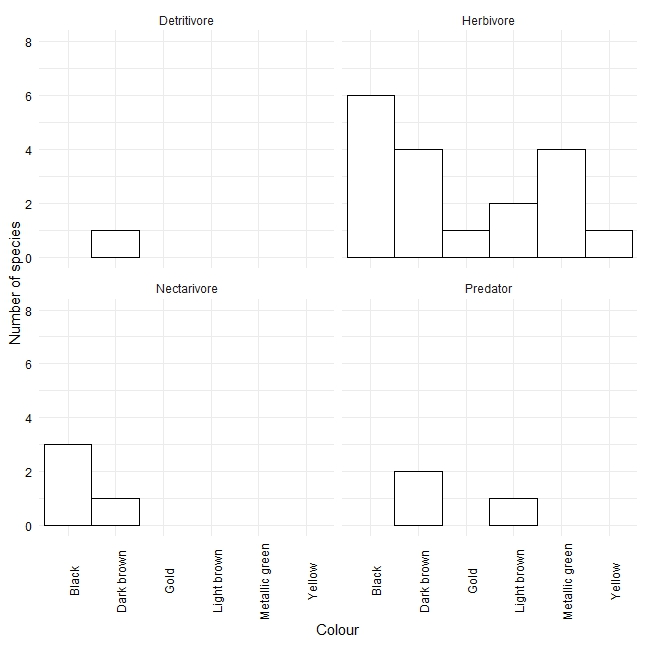 Detritivore
Herbivore
8
6
4
2
0
Number of species
Nectarivore
Predator
8
6
4
2
0
Black
Dark brown
Gold
Light brown
Metallic green
Yellow
Black
Dark brown
Gold
Light brown
Metallic green
Yellow
Colour